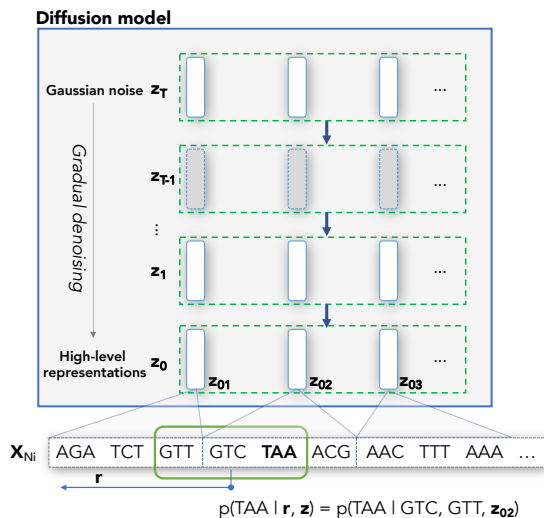 Diffusion model
Gaussian noise z_T ...
Gradual denoising
z_T-1 ...
...
z_1 ...
z_0 ...
High-level
representations
z_01 z_02 z_03
X_Ni AGA TCT GTT GTC TAA ACG AAC TTT AAA ...
r
p(TAA | r, z) = p(TAA | GTC, GTT, z_02)